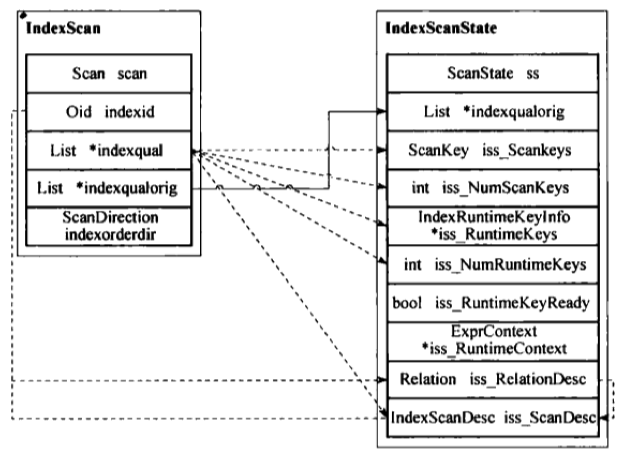 IndexScan
Scan scan
Oid indexid
List *indexqual
List *indexqualorig
ScanDirection
indexorderdir
IndexScanState
ScanState ss
List *indexqualorig
ScanKey iss_Scankeys
int iss_NumScanKeys
IndexRuntimeKeyInfo
*iss_RuntimeKeys
int iss_NumRuntimeKeys
bool iss_RuntimeKeyReady
ExprContext
*iss_RuntimeContext
Relation iss_RelationDesc
IndexScanDesc iss_ScanDesc